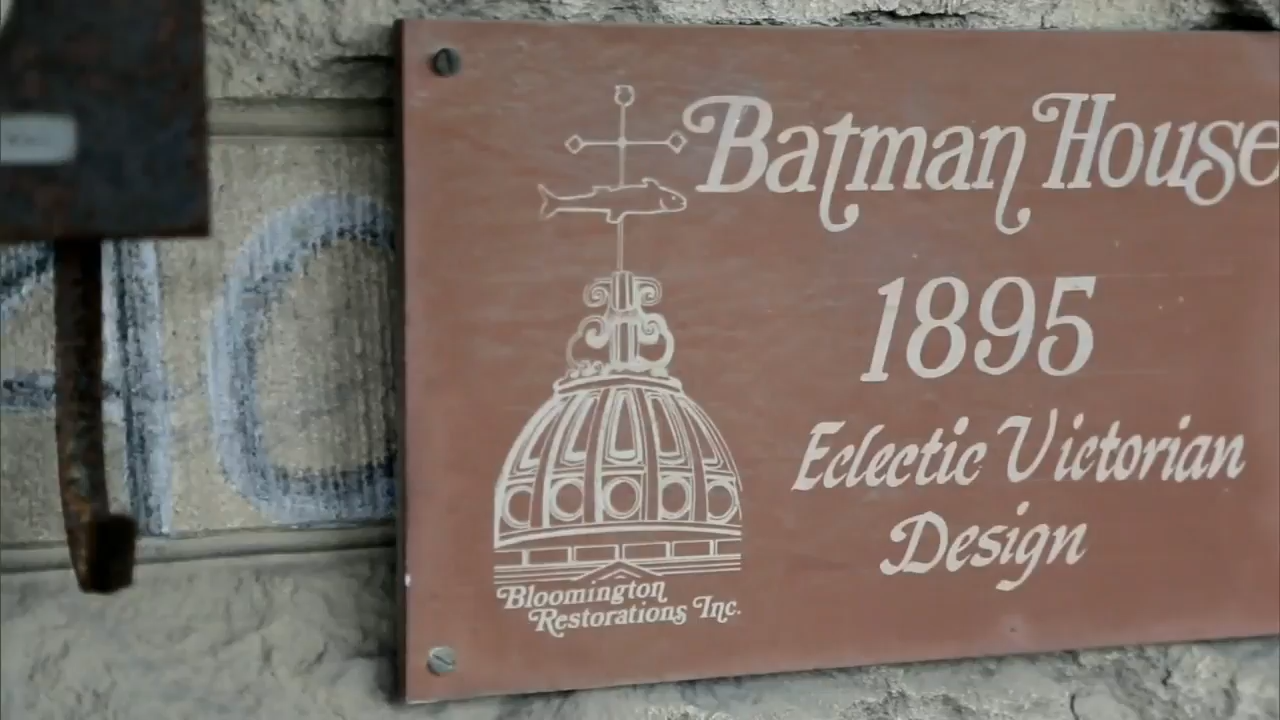 Batman House
1895
Eclectic Victorian
Design
Bloomington
Restorations Inc.